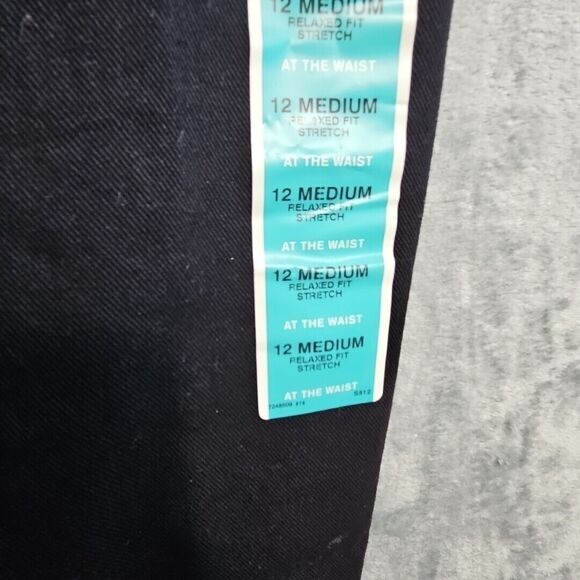 12 MEDIUM
RELAXED FIT
STRETCH
AT THE WAIST
12 MEDIUM
RELAXED FIT
STRETCH
AT THE WAIST
12 MEDIUM
RELAXED FIT
STRETCH
AT THE WAIST
12 MEDIUM
RELAXED FIT
STRETCH
AT THE WAIST
12 MEDIUM
RELAXED FIT
STRETCH
AT THE WAIST
S812